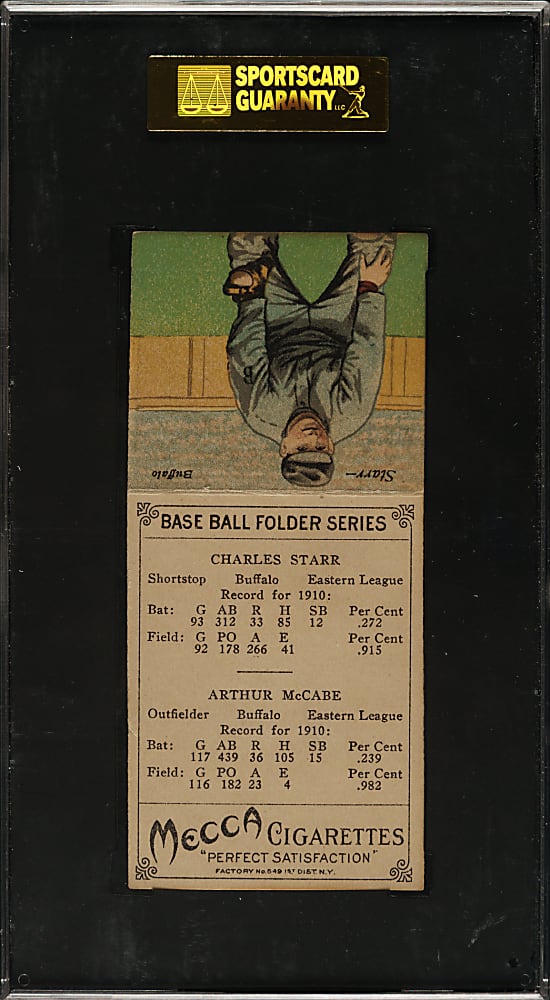 SPORTSCARD
GUARANTY LLC
Starr— Buffalo
BASE BALL FOLDER SERIES
CHARLES STARR
Shortstop Buffalo Eastern League
Record for 1910:
Bat: G AB R H SB Per Cent
93 312 33 85 12 .272
Field: G PO A E Per Cent
92 178 266 41 .915
ARTHUR McCABE
Outfielder Buffalo Eastern League
Record for 1910:
Bat: G AB R H SB Per Cent
117 439 36 105 15 .239
Field: G PO A E Per Cent
116 182 23 4 .982
MECCA CIGARETTES
"PERFECT SATISFACTION"
FACTORY No. 649 1ST DIST. N.Y.